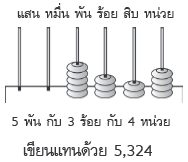 แสน หมื่น พัน ร้อย สิบ หน่วย
5 พัน กับ 3 ร้อย กับ 4 หน่วย
เขียนแทนด้วย 5,324